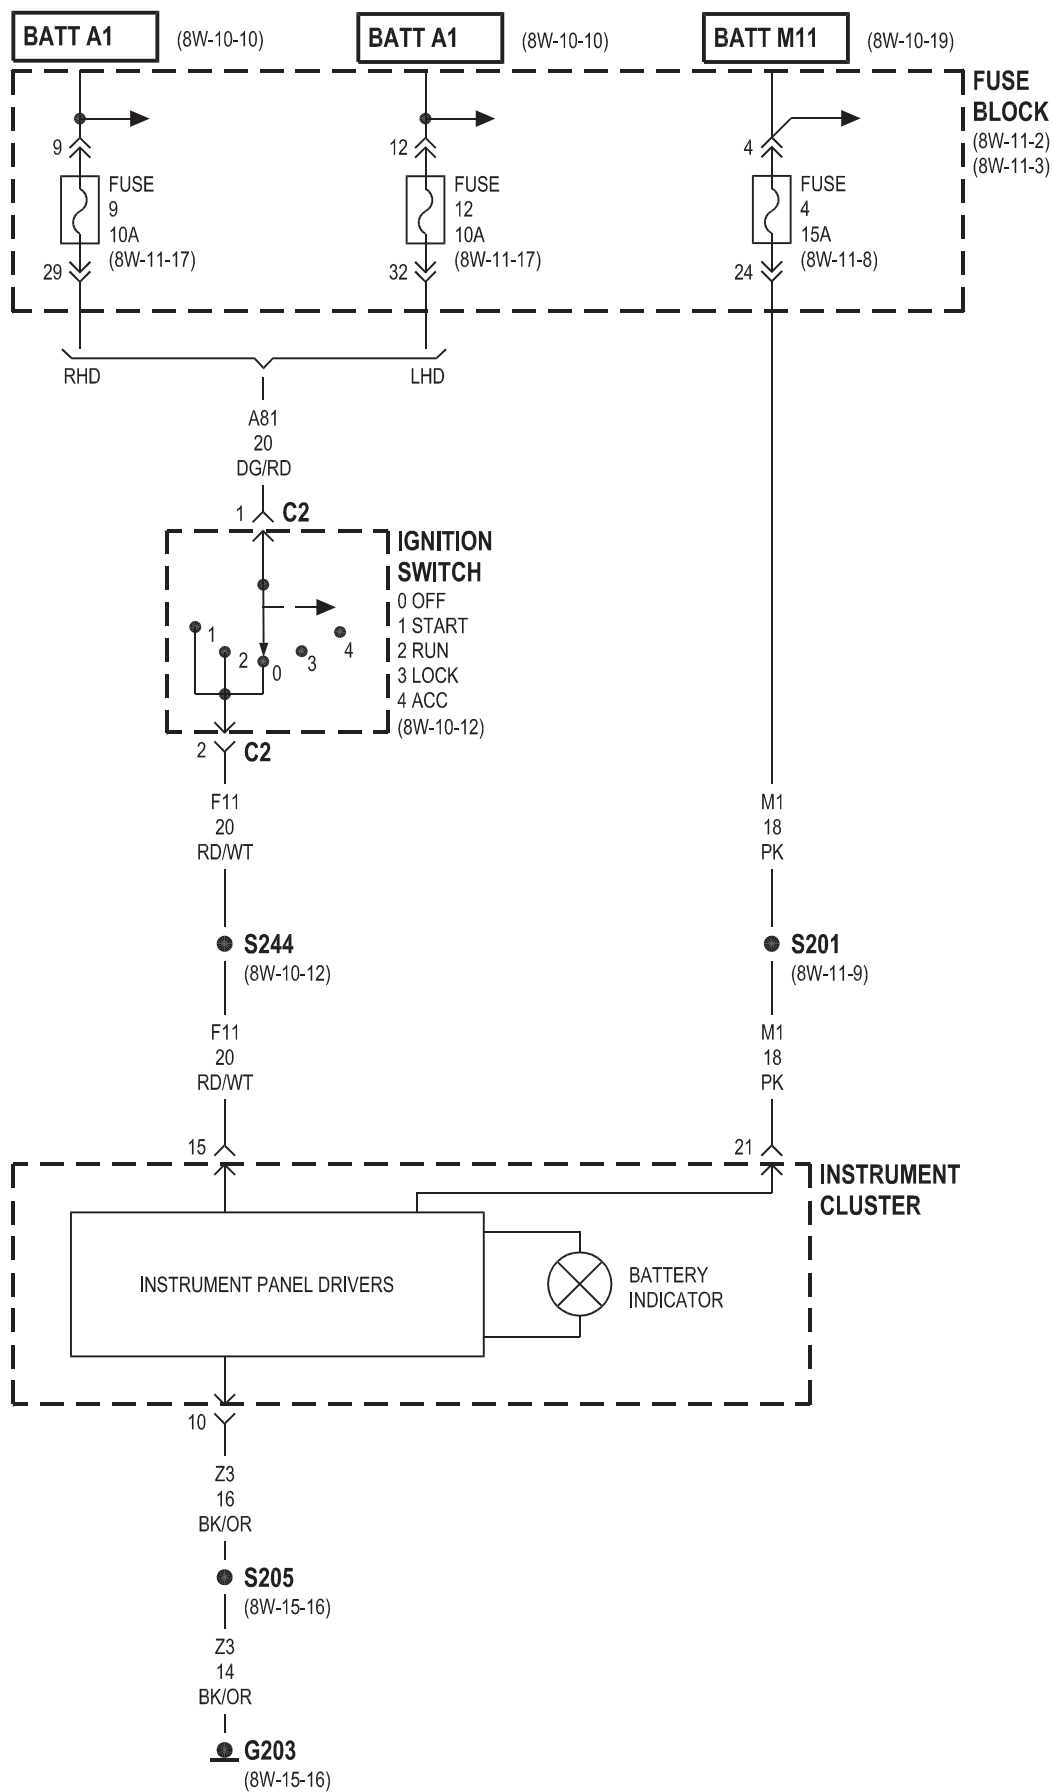 BATT A1
(8W-10-10)
BATT A1
(8W-10-10)
BATT M11
(8W-10-19)
FUSE
BLOCK
(8W-11-2)
(8W-11-3)
9
FUSE
9
10A
(8W-11-17)
29
12
FUSE
12
10A
(8W-11-17)
32
4
FUSE
4
15A
(8W-11-8)
24
RHD
LHD
A81
20
DG/RD
1
C2
IGNITION
SWITCH
0 OFF
1 START
2 RUN
3 LOCK
4 ACC
(8W-10-12)
1
2
0
3
4
2
C2
F11
20
RD/WT
M1
18
PK
S244
(8W-10-12)
S201
(8W-11-9)
F11
20
RD/WT
M1
18
PK
15
21
INSTRUMENT
CLUSTER
INSTRUMENT PANEL DRIVERS
BATTERY
INDICATOR
10
Z3
16
BK/OR
S205
(8W-15-16)
Z3
14
BK/OR
G203
(8W-15-16)